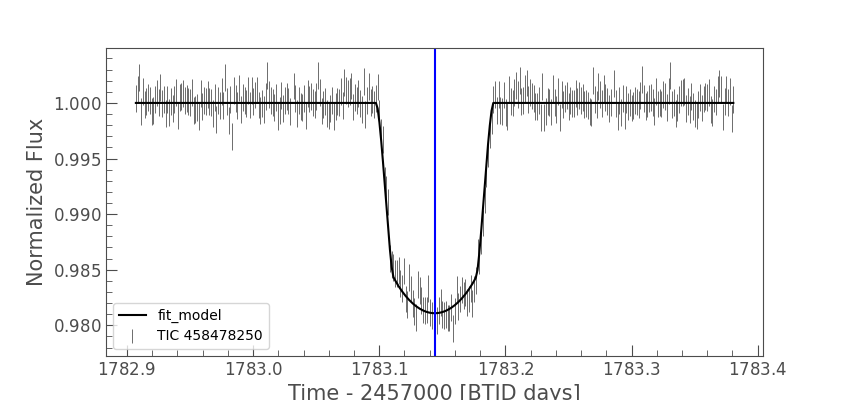 Normalized Flux
1.000
0.995
0.990
0.985
0.980
fit_model
TIC 458478250
1782.9 1783.0 1783.1 1783.2 1783.3 1783.4
Time - 2457000 [BTJD days]